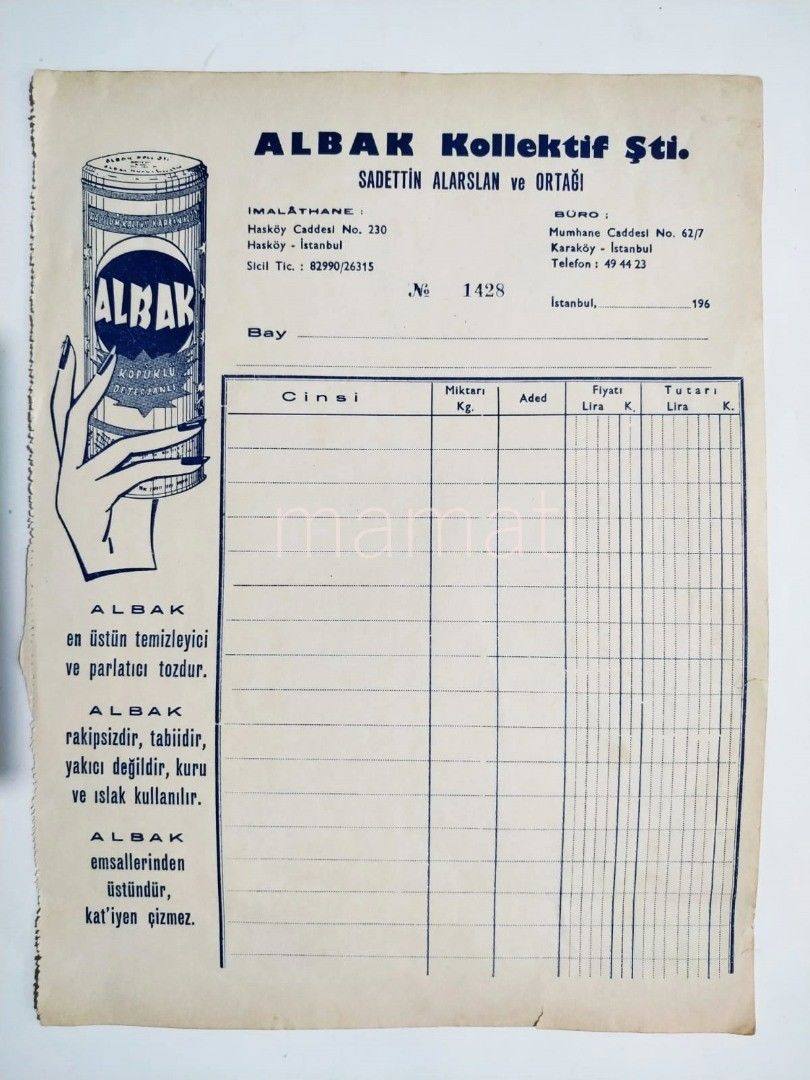 ALBAK Kollektif Şti.
SADETTİN ALARSLAN ve ORTAĞI
İMALÂTHANE :
Hasköy Caddesi No. 230
Hasköy - İstanbul
Sicil Tic. : 82990/26315
BÜRO :
Mumhane Caddesi No. 62/7
Karaköy - İstanbul
Telefon : 49 44 23
№ 1428
İstanbul, 196
Bay
Cinsi
Miktarı
Kg.
Aded
Fiyatı
Lira K.
Tutarı
Lira K.
ALBAK
KÖPÜKLÜ
DETERJANLI
ALBAK
en üstün temizleyici
ve parlatıcı tozdur.
ALBAK
rakipsizdir, tabiidir,
yakıcı değildir, kuru
ve ıslak kullanılır.
ALBAK
emsallerinden
üstündür,
kat'iyen çizmez.
mamati